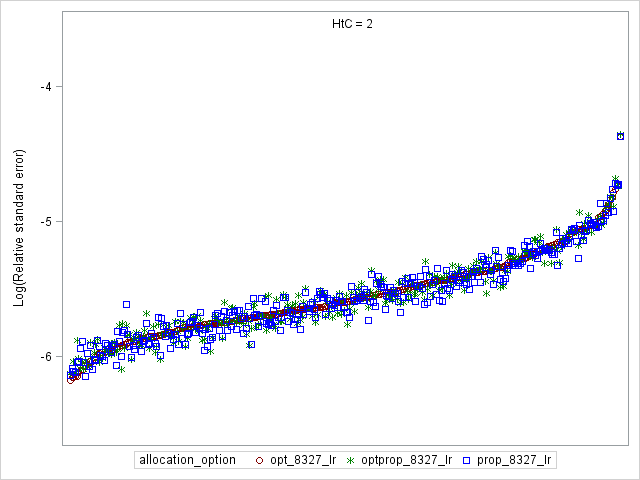 HtC = 2
-4
-5
-6
Log(Relative standard error)
allocation_option opt_8327_lr optprop_8327_lr prop_8327_lr